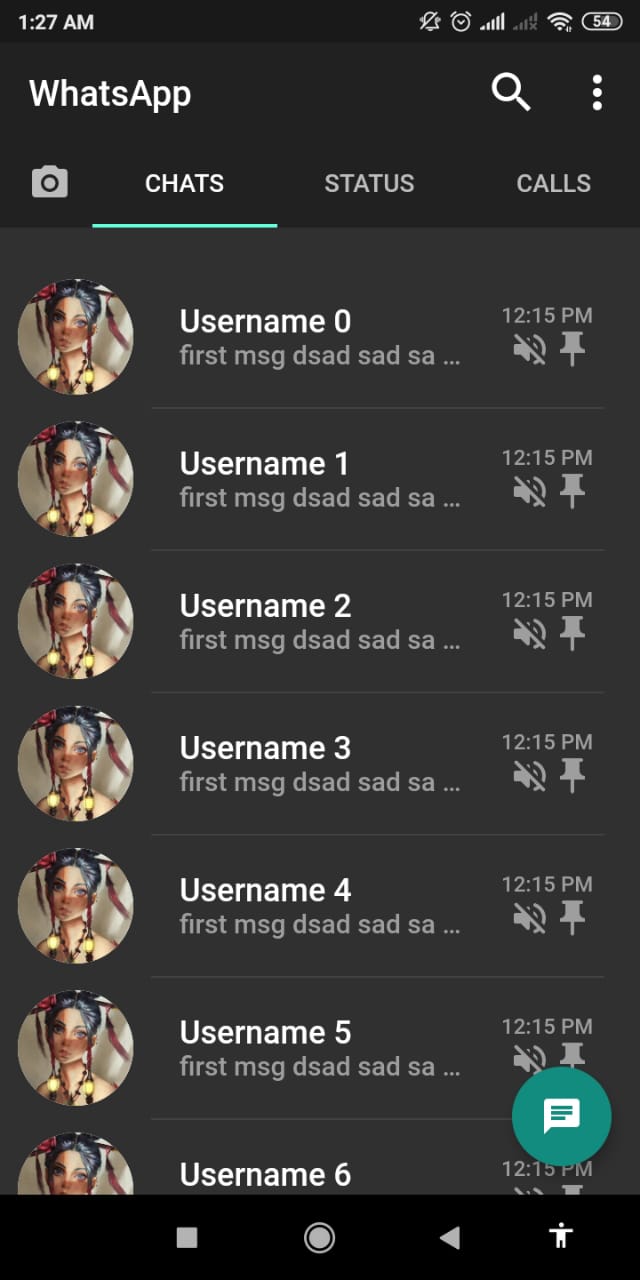 1:27 AM 54
WhatsApp
CHATS STATUS CALLS
Username 0 12:15 PM
first msg dsad sad sa ...
Username 1 12:15 PM
first msg dsad sad sa ...
Username 2 12:15 PM
first msg dsad sad sa ...
Username 3 12:15 PM
first msg dsad sad sa ...
Username 4 12:15 PM
first msg dsad sad sa ...
Username 5 12:15 PM
first msg dsad sad sa ...
Username 6 12:15 PM